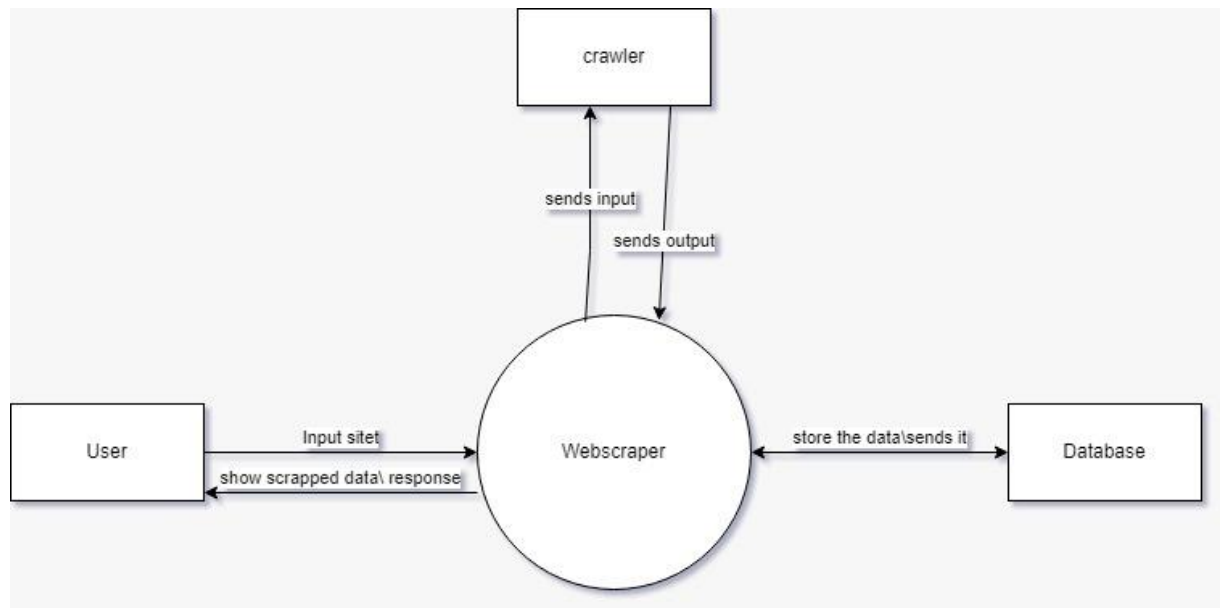 crawler
sends input
sends output
User
Input sitet
show scrapped data\ response
Webscraper
store the data\sends it
Database